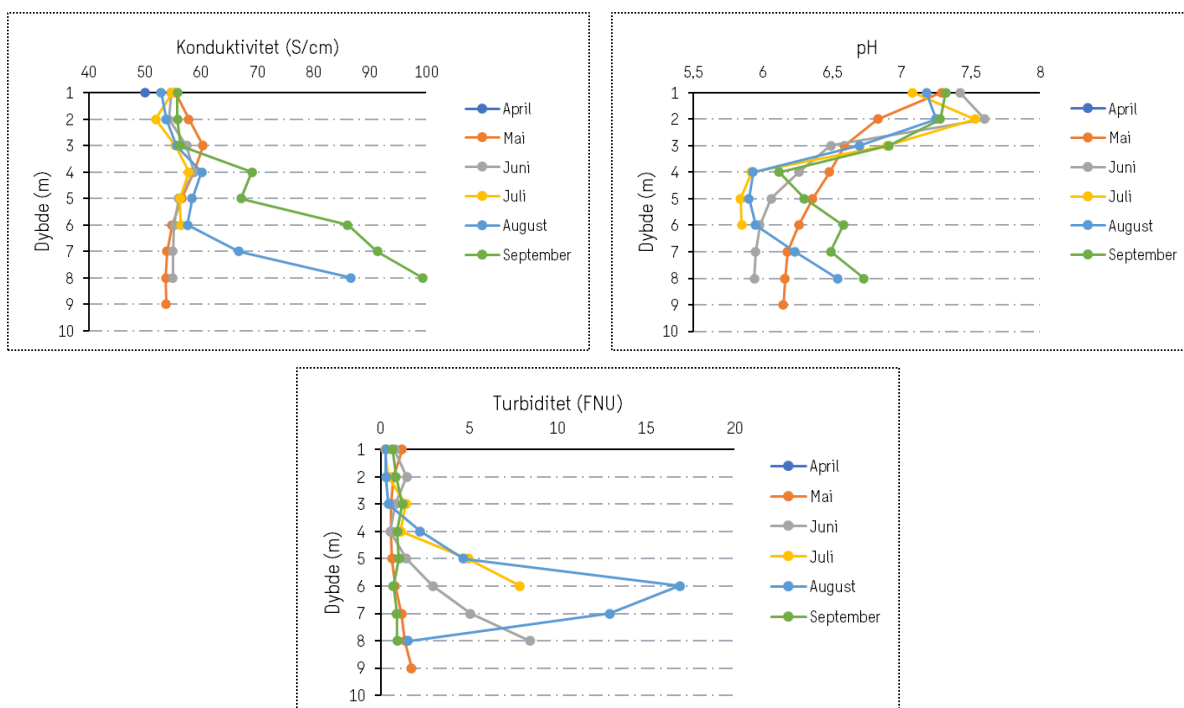 Konduktivitet (S/cm)
40 50 60 70 80 90 100
1
2
3
4
5
6
7
8
9
10
Dybde (m)
April
Mai
Juni
Juli
August
September
pH
5,5 6 6,5 7 7,5 8
1
2
3
4
5
6
7
8
9
10
Dybde (m)
April
Mai
Juni
Juli
August
September
Turbiditet (FNU)
0 5 10 15 20
1
2
3
4
5
6
7
8
9
10
Dybde (m)
April
Mai
Juni
Juli
August
September